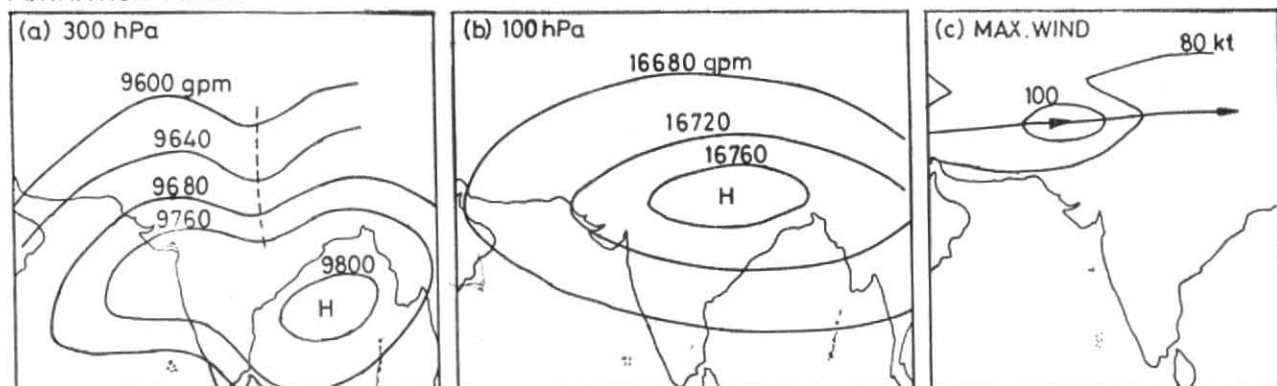 (a) 300 hPa
9600 gpm
9640
9680
9760
9800
H
(b) 100 hPa
16680 gpm
16720
16760
H
(c) MAX. WIND
80 kt
100